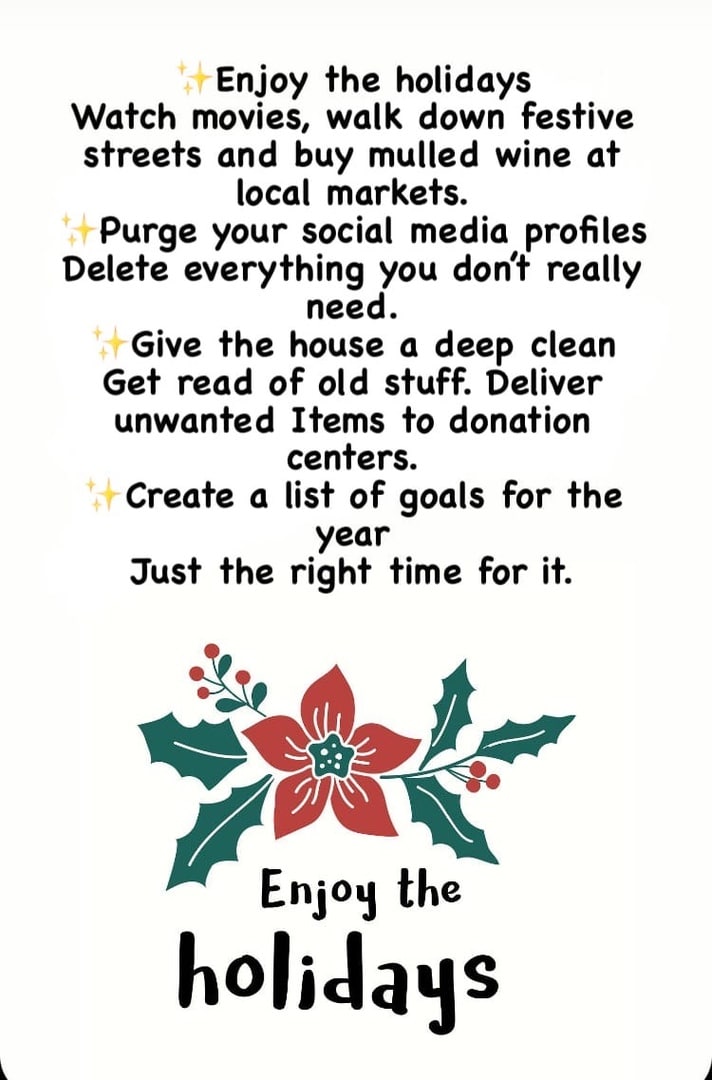 ✨Enjoy the holidays
Watch movies, walk down festive
streets and buy mulled wine at
local markets.
✨Purge your social media profiles
Delete everything you don't really
need.
✨Give the house a deep clean
Get read of old stuff. Deliver
unwanted Items to donation
centers.
✨Create a list of goals for the
year
Just the right time for it.
Enjoy the
holidays